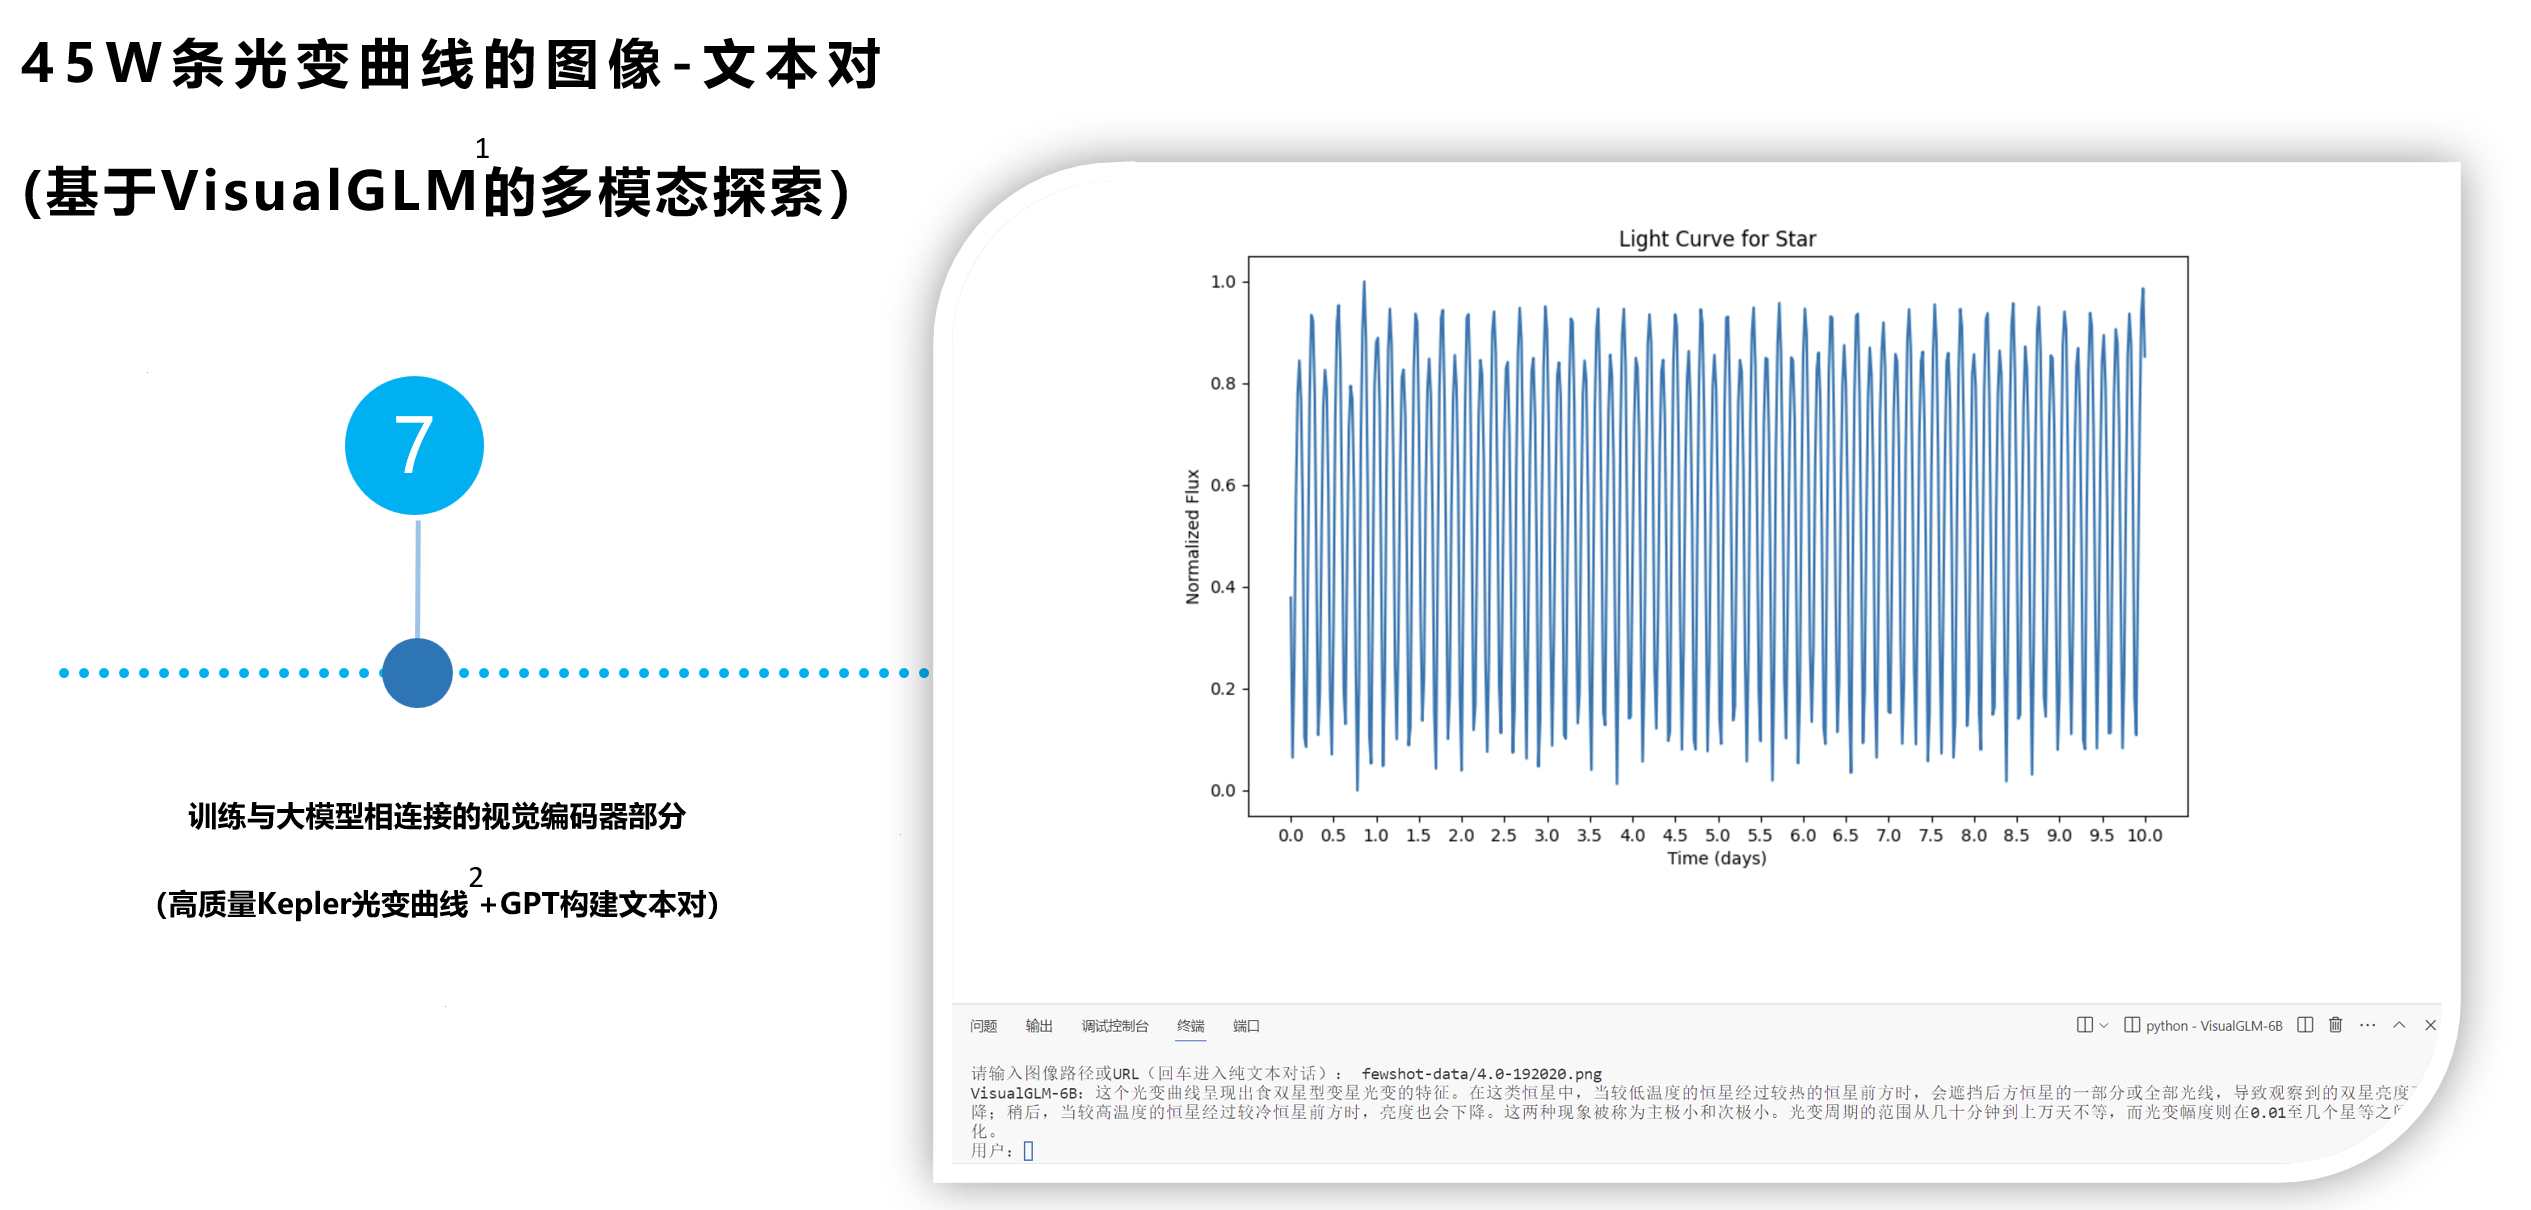 45W条光变曲线的图像-文本对
(基于VisualGLM1的多模态探索)
7
训练与大模型相连接的视觉编码器部分
(高质量Kepler光变曲线2+GPT构建文本对)
Light Curve for Star
Normalized Flux
1.0
0.8
0.6
0.4
0.2
0.0
0.0 0.5 1.0 1.5 2.0 2.5 3.0 3.5 4.0 4.5 5.0 5.5 6.0 6.5 7.0 7.5 8.0 8.5 9.0 9.5 10.0
Time (days)
问题 输出 调试控制台 终端 端口 python - VisualGLM-6B
请输入图像路径或URL（回车进入纯文本对话）： fewshot-data/4.0-192020.png
VisualGLM-6B：这个光变曲线呈现出食双星型变星光变的特征。在这类恒星中，当较低温度的恒星经过较热的恒星前方时，会遮挡后方恒星的一部分或全部光线，导致观察到的双星亮度
降；稍后，当较高温度的恒星经过较冷恒星前方时，亮度也会下降。这两种现象被称为主极小和次极小。光变周期的范围从几十分钟到上万天不等，而光变幅度则在0.01至几个星等之
化。
用户：